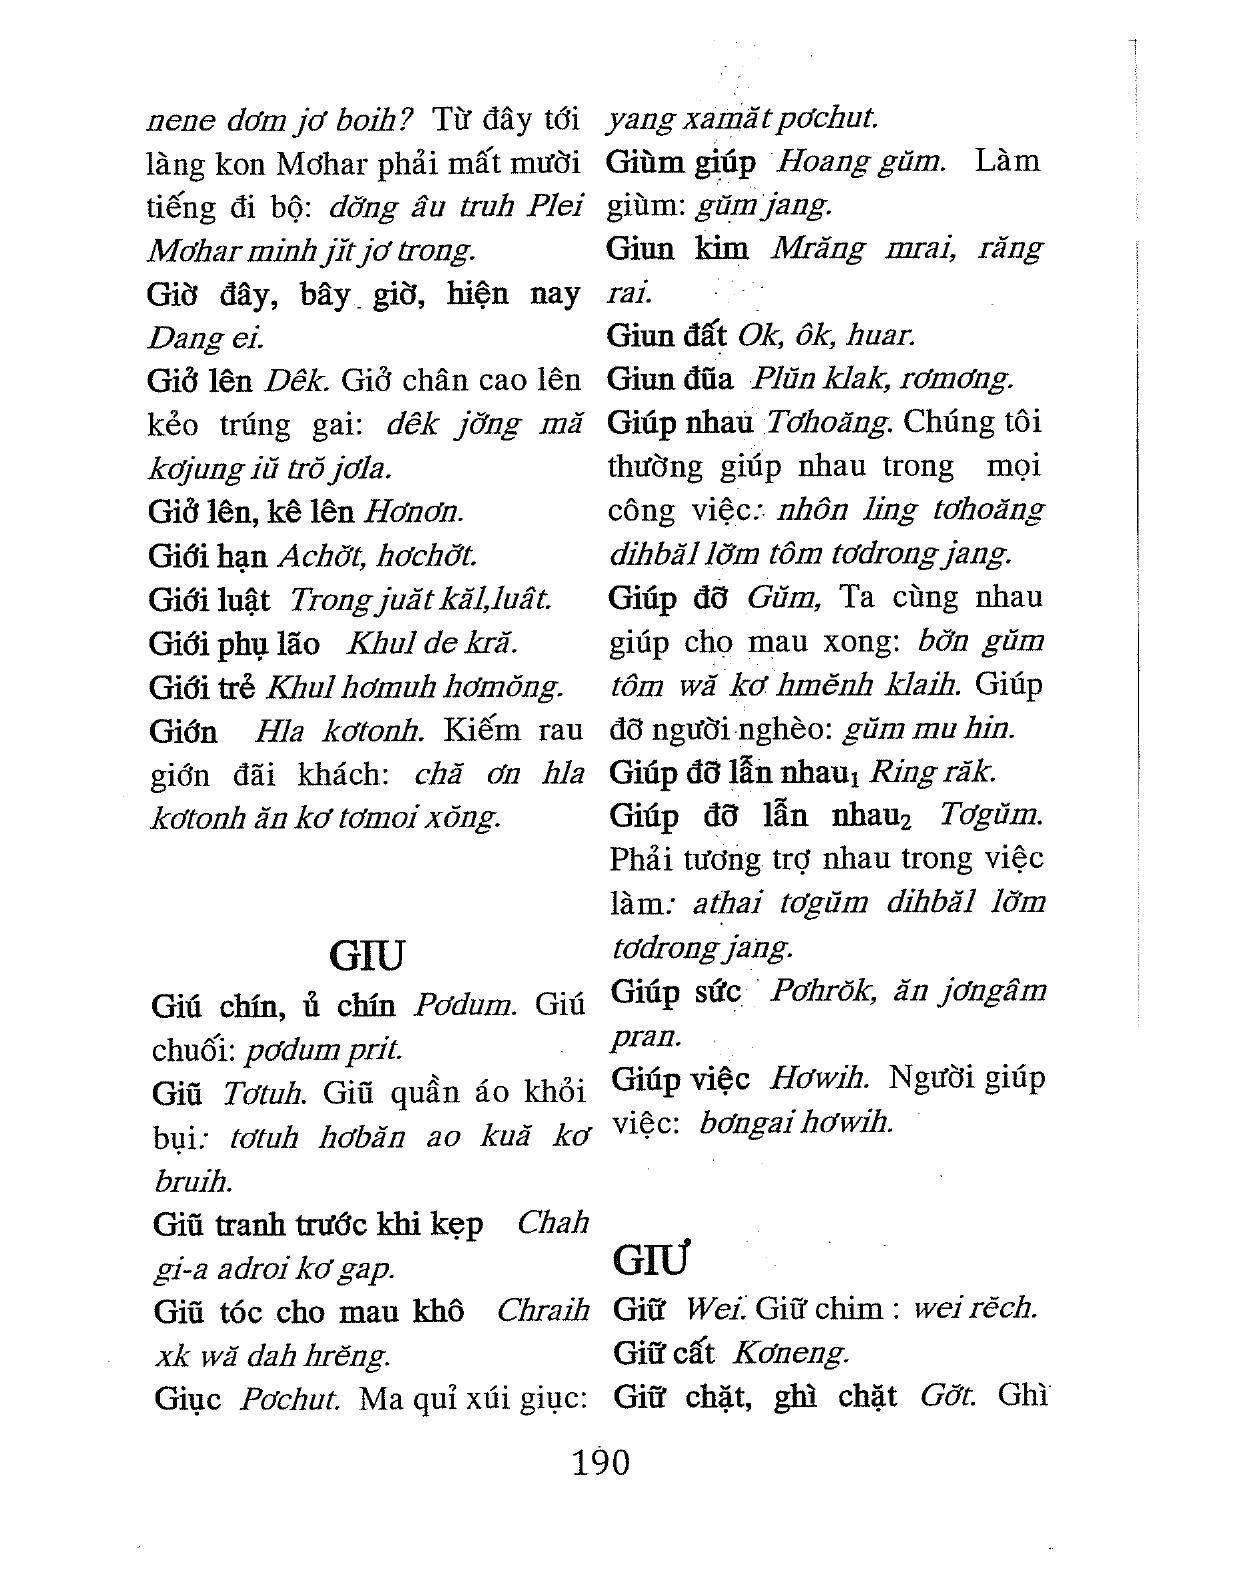 nene dơm jơ boih? Từ đây tới
làng kon Mơhar phải mất mười
tiếng đi bộ: dơ̆ng âu truh Plei
Mơhar minh jĭt jơ trong.
Giờ đây, bây giờ, hiện nay
Dang ei.
Giở lên Dêk. Giở chân cao lên
kẻo trúng gai: dêk jơ̆ng mă
kơjung iŭ trŏ jơla.
Giở lên, kê lên Hơnơn.
Giới hạn Achơ̆t, hơchơ̆t.
Giới luật Trong juăt kăl,luât.
Giới phụ lão Khul de kră.
Giới trẻ Khul hơmuh hơmŏng.
Giớn Hla kơtonh. Kiếm rau
giớn đãi khách: chă ơn hla
kơtonh ăn kơ tơmoi xŏng.
GIU
Giú chín, ủ chín Pơdum. Giú
chuối: pơdum prit.
Giũ Tơtuh. Giũ quần áo khỏi
bụi: tơtuh hơbăn ao kuă kơ
bruih.
Giũ tranh trước khi kẹp Chah
gi-a adroi kơ gap.
Giũ tóc cho mau khô Chraih
xk wă dah hrĕng.
Giục Pơchut. Ma quỉ xúi giục:
yang xamăt pơchut.
Giùm giúp Hoang gŭm. Làm
giùm: gŭm jang.
Giun kim Mrăng mrai, răng
rai.
Giun đất Ok, ôk, huar.
Giun đũa Plŭn klak, rơmơng.
Giúp nhau Tơhoăng. Chúng tôi
thường giúp nhau trong mọi
công việc: nhôn ling tơhoăng
dihbăl lơ̆m tôm tơdrong jang.
Giúp đỡ Gŭm, Ta cùng nhau
giúp cho mau xong: bơ̆n gŭm
tôm wă kơ hmĕnh klaih. Giúp
đỡ người nghèo: gŭm mu hin.
Giúp đỡ lẫn nhau₁ Ring răk.
Giúp đỡ lẫn nhau₂ Tơgŭm.
Phải tương trợ nhau trong việc
làm: athai tơgŭm dihbăl lơ̆m
tơdrong jang.
Giúp sức Pơhrŏk, ăn jơngâm
pran.
Giúp việc Hơwih. Người giúp
việc: bơngai hơwih.
GIƯ
Giữ Wei. Giữ chim : wei rĕch.
Giữ cất Kơneng.
Giữ chặt, ghì chặt Gơ̆t. Ghì
190